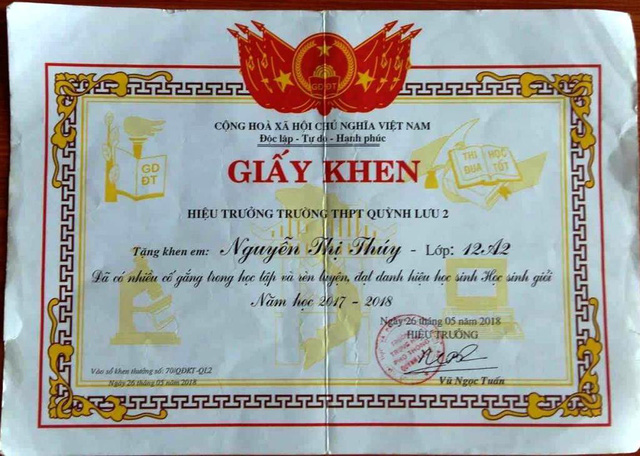 GD ĐT
CỘNG HOÀ XÃ HỘI CHỦ NGHĨA VIỆT NAM
Độc lập - Tự do - Hạnh phúc
GD
ĐT
THI HỌC
ĐUA TỐT
GIẤY KHEN
HIỆU TRƯỞNG TRƯỜNG THPT QUỲNH LƯU 2
Tặng khen em: Nguyễn Thị Thúy - Lớp: 12A2
Đã có nhiều cố gắng trong học tập và rèn luyện, đạt danh hiệu học sinh Học sinh giỏi
Năm học 2017 - 2018
Ngày 26 tháng 05 năm 2018
HIỆU TRƯỞNG
Vào sổ khen thưởng số: 70/QĐKT-QL2
Ngày 26 tháng 05 năm 2018
Vũ Ngọc Tuấn